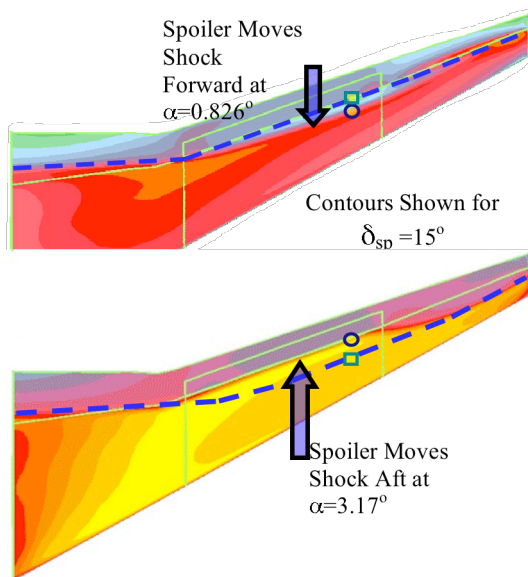 Spoiler Moves
Shock
Forward at
α=0.826°
Contours Shown for
δsp =15°
Spoiler Moves
Shock Aft at
α=3.17°